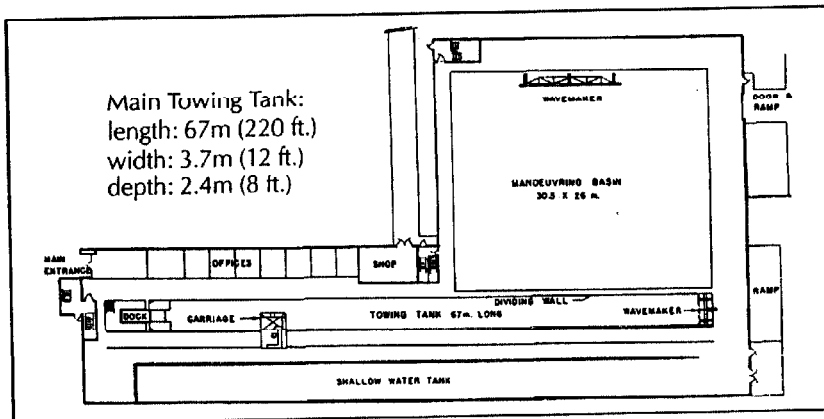 Main Towing Tank:
length: 67m (220 ft.)
width: 3.7m (12 ft.)
depth: 2.4m (8 ft.)
WAVEMAKER
DOOR &
RAMP
MANOEUVRING BASIN
30.5 X 26 m.
MAIN
ENTRANCE
OFFICES
SHOP
DIVIDING WALL
RAMP
DOCK
CARRIAGE
TOWING TANK 67m. LONG
WAVEMAKER
SHALLOW WATER TANK